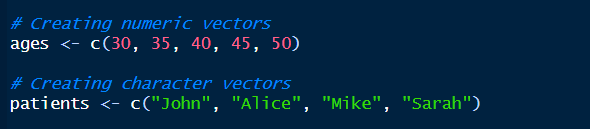 # Creating numeric vectors
ages <- c(30, 35, 40, 45, 50)
# Creating character vectors
patients <- c("John", "Alice", "Mike", "Sarah")